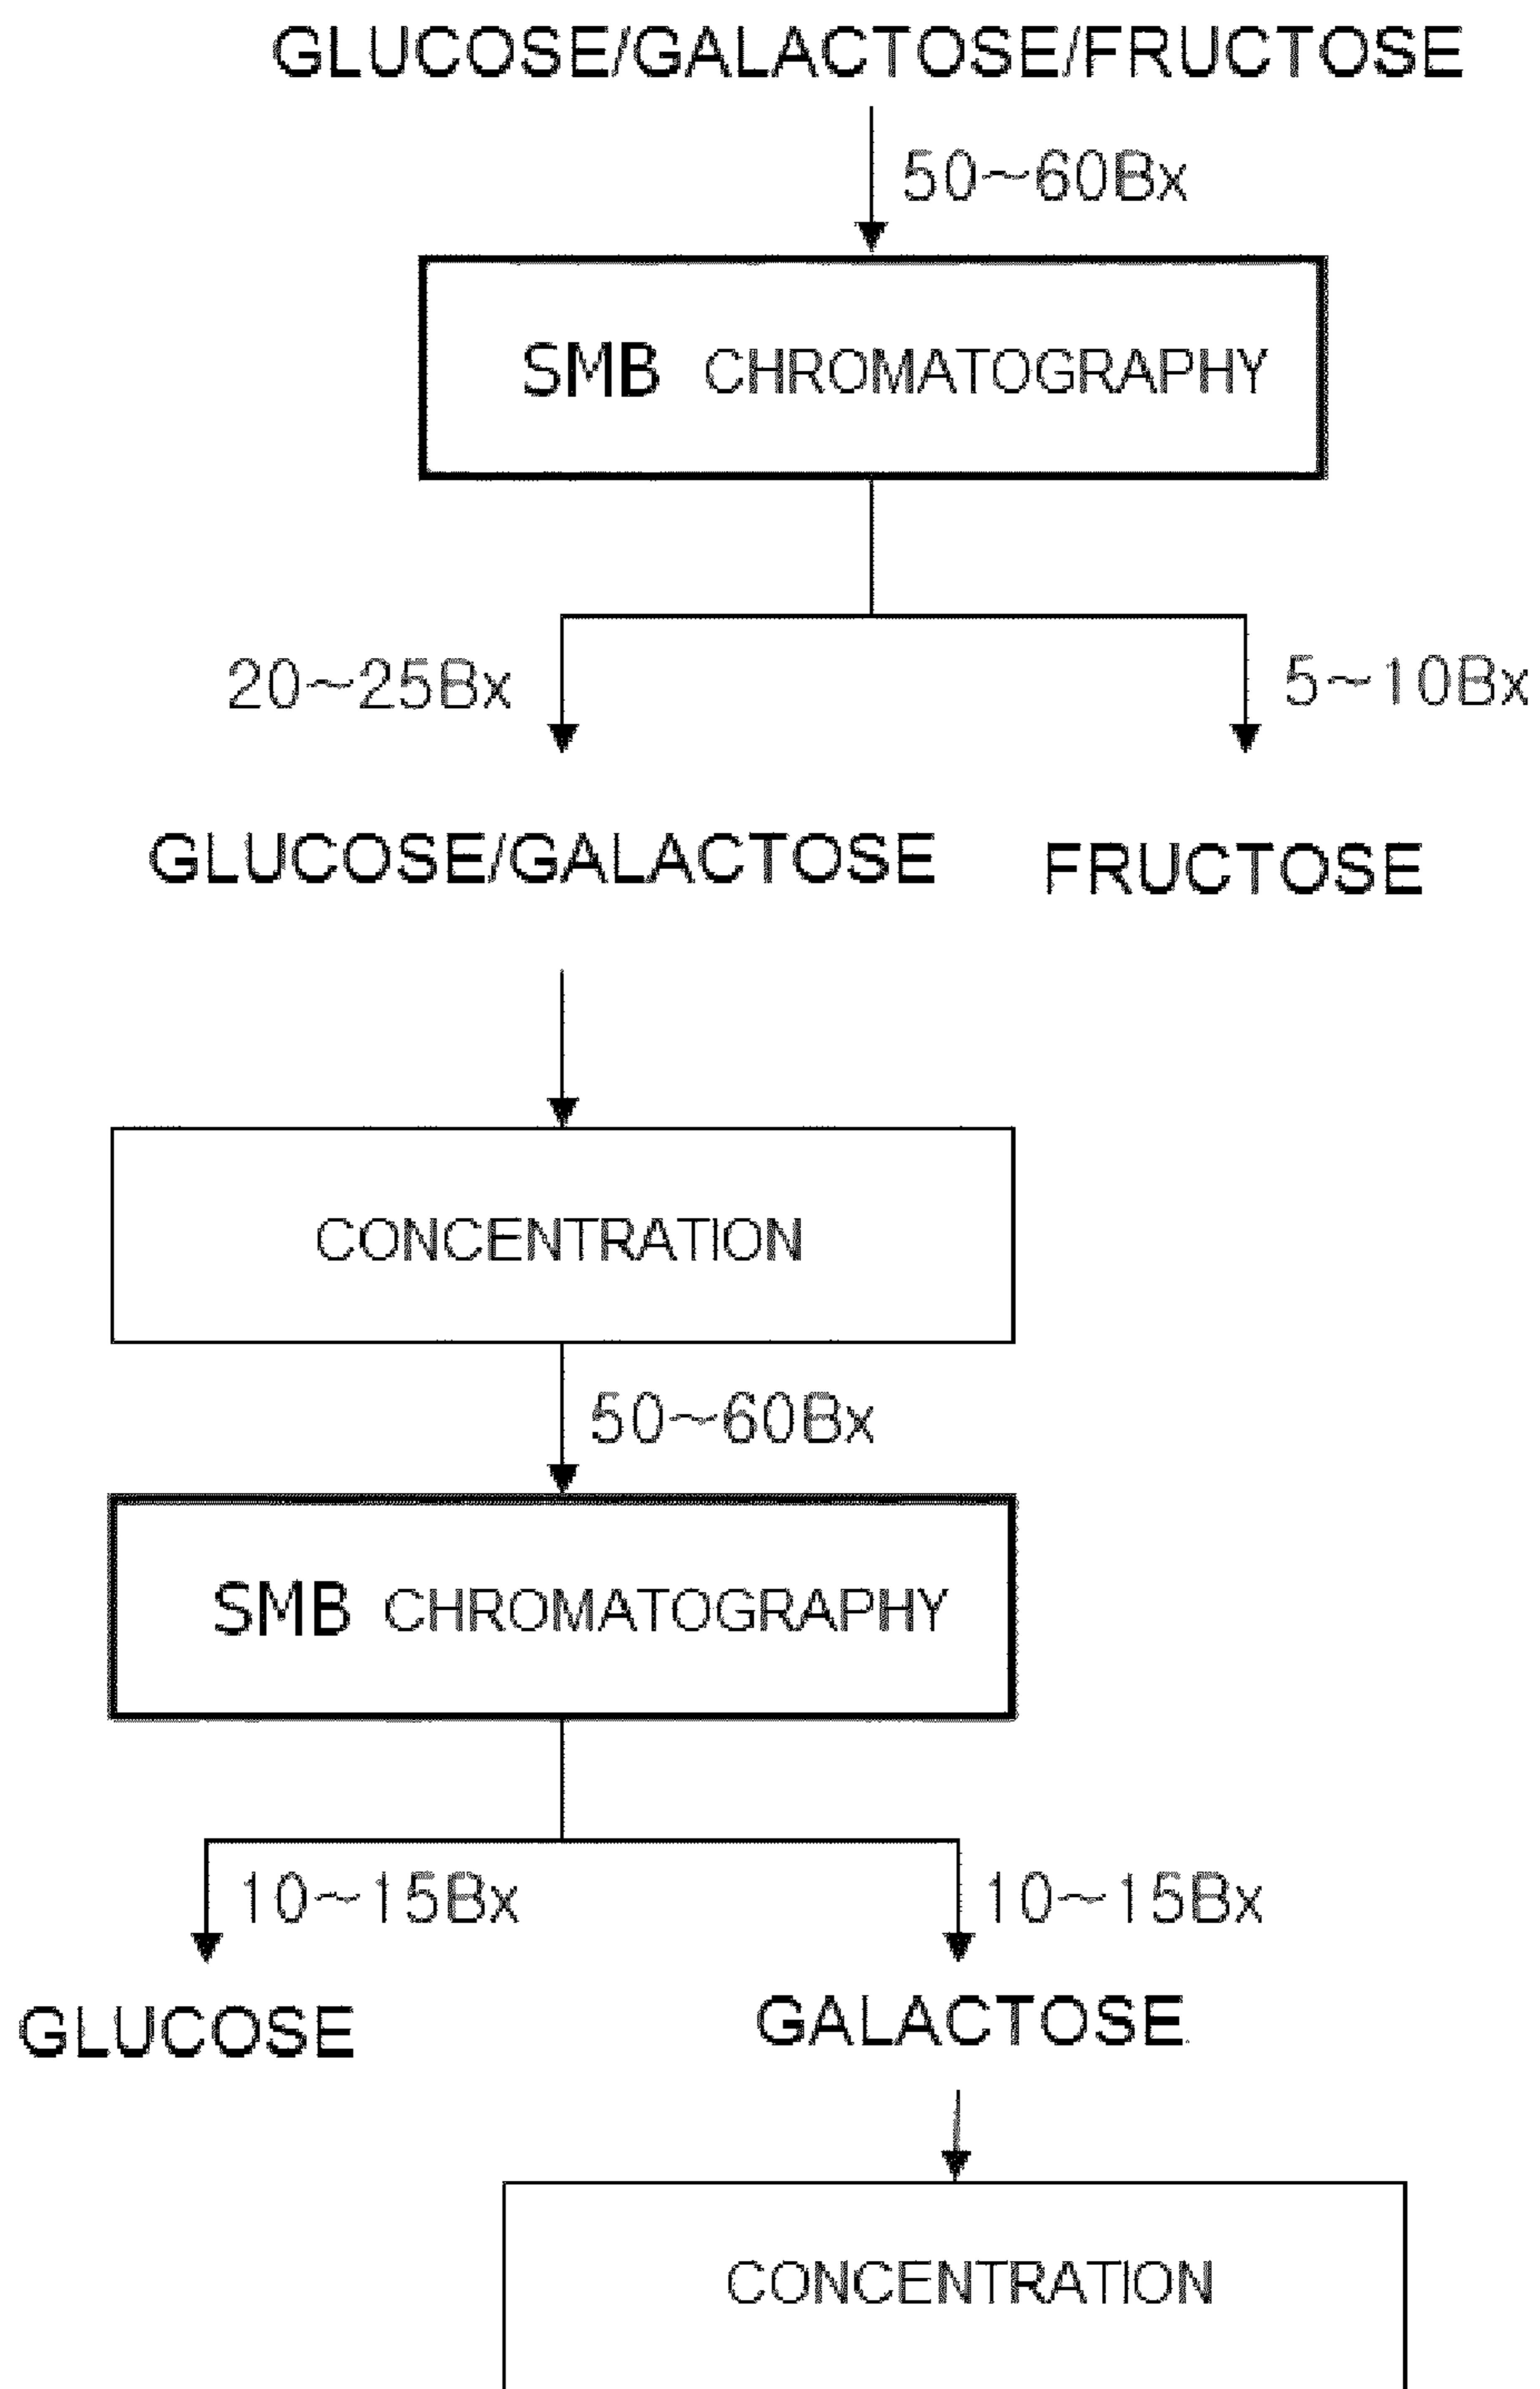 GLUCOSE/GALACTOSE/FRUCTOSE
50~60Bx
SMB CHROMATOGRAPHY
20~25Bx
5~10Bx
GLUCOSE/GALACTOSE
FRUCTOSE
CONCENTRATION
50~60Bx
SMB CHROMATOGRAPHY
10~15Bx
10~15Bx
GLUCOSE
GALACTOSE
CONCENTRATION